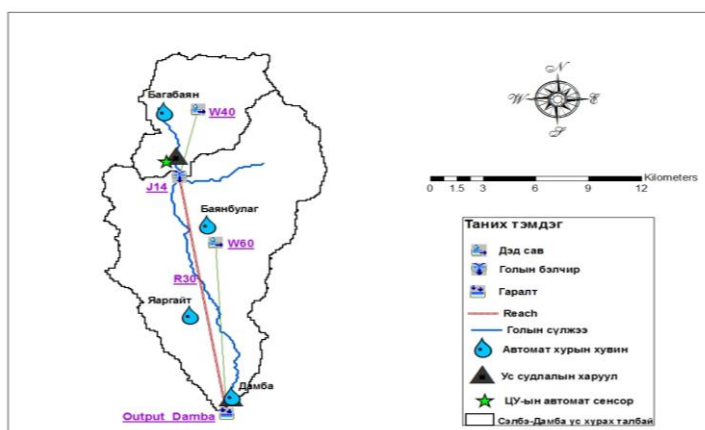 N
W
E
S
Багабаян
W40
J14
Баянбулаг
W60
R30
Яаргайт
Дамба
Output_Damba
Kilometers
0 1.5 3 6 9 12
Таних тэмдэг
Дэд сав
Голын бэлчир
Гаралт
Reach
Голын сүлжээ
Автомат хурын хувин
Ус судлалын харуул
ЦУ-ын автомат сенсор
Сэлбэ-Дамба ус хурах талбай